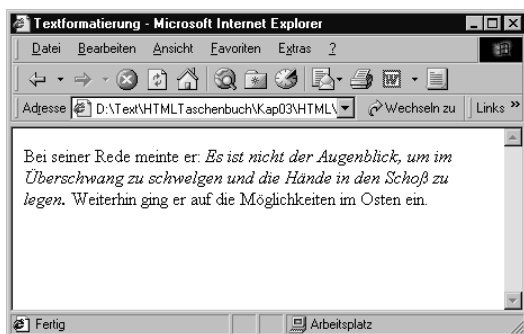 Textformatierung - Microsoft Internet Explorer
Datei Bearbeiten Ansicht Favoriten Extras ?
Adresse D:\Text\HTMLTaschenbuch\Kap03\HTML\ Wechseln zu Links »
Bei seiner Rede meinte er: Es ist nicht der Augenblick, um im
Überschwang zu schwelgen und die Hände in den Schoß zu
legen. Weiterhin ging er auf die Möglichkeiten im Osten ein.
Fertig Arbeitsplatz